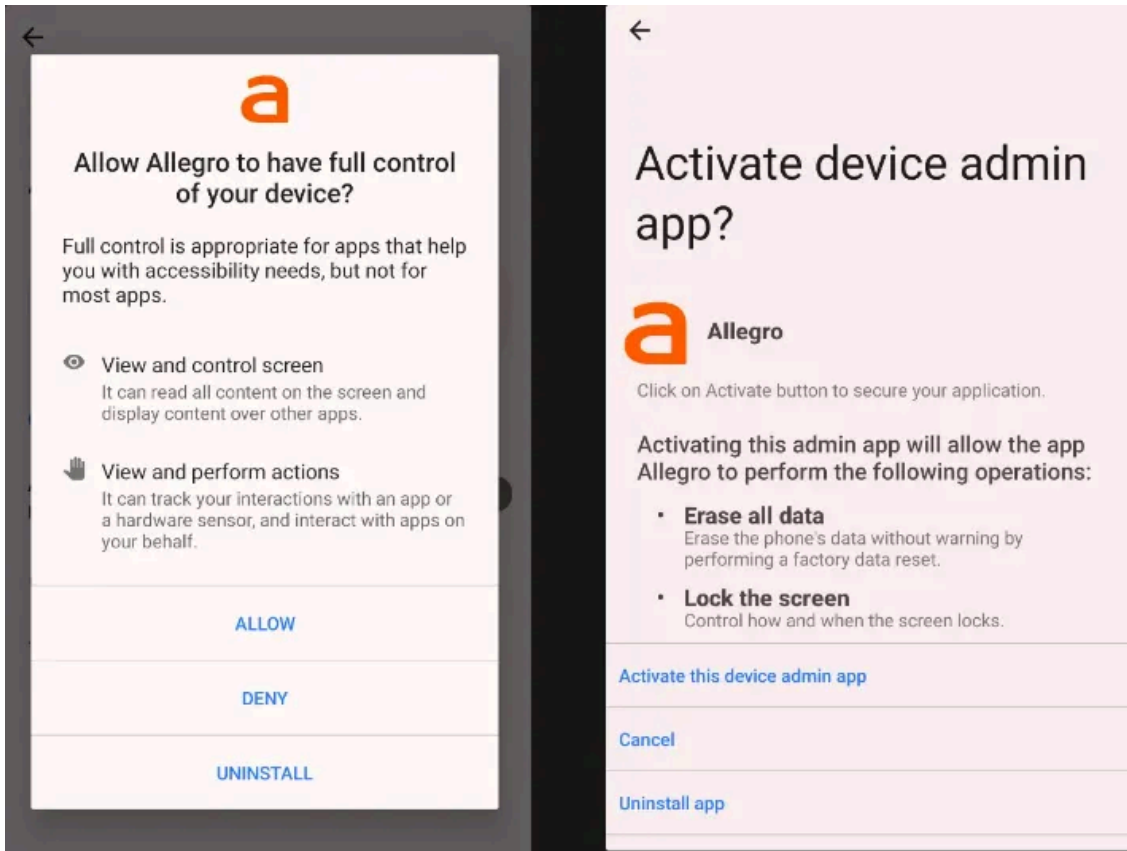 a
Allow Allegro to have full control
of your device?
Full control is appropriate for apps that help
you with accessibility needs, but not for
most apps.
View and control screen
It can read all content on the screen and
display content over other apps.
View and perform actions
It can track your interactions with an app or
a hardware sensor, and interact with apps on
your behalf.
ALLOW
DENY
UNINSTALL
Activate device admin
app?
a Allegro
Click on Activate button to secure your application.
Activating this admin app will allow the app
Allegro to perform the following operations:
• Erase all data
Erase the phone's data without warning by
performing a factory data reset.
• Lock the screen
Control how and when the screen locks.
Activate this device admin app
Cancel
Uninstall app